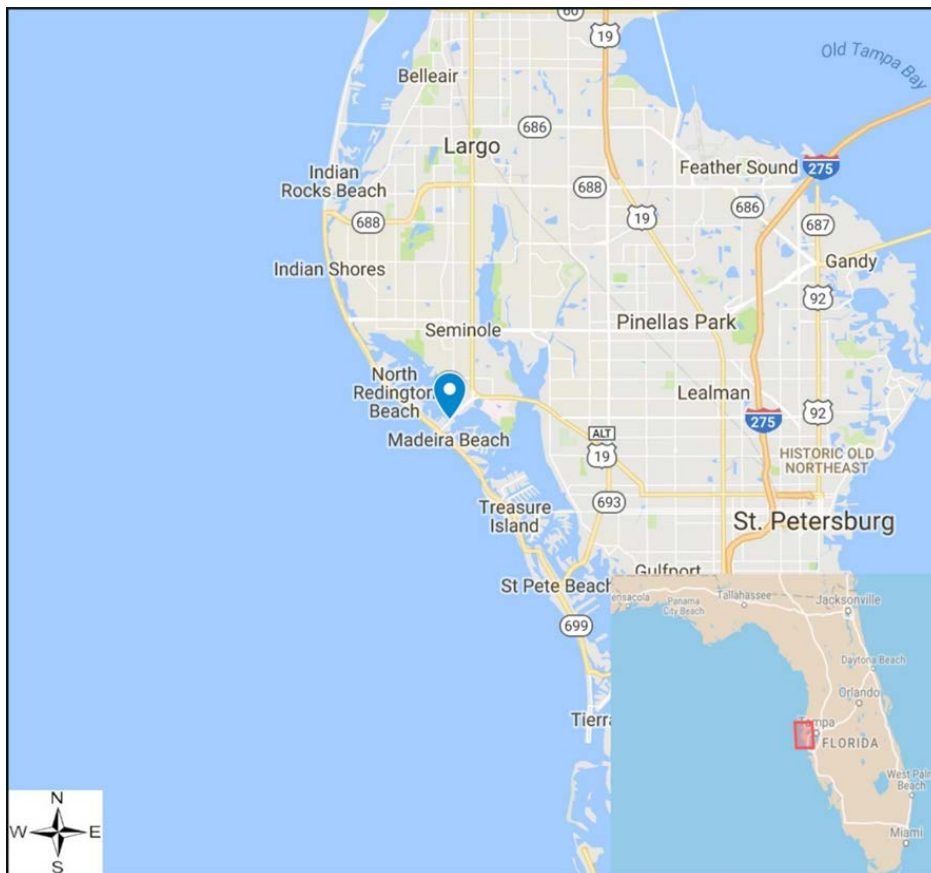 60
19
Old Tampa Bay
Belleair
686
Largo
Feather Sound
275
Indian
Rocks Beach
688
688
19
686
687
Indian Shores
Gandy
92
Seminole
Pinellas Park
North
Redington
Beach
Lealman
92
275
Madeira Beach
ALT
19
HISTORIC OLD
NORTHEAST
693
Treasure
Island
St. Petersburg
Gulfport
St Pete Beach
699
Tierra
ensacola
Panama
City Beach
Tallahassee
Jacksonville
Daytona Beach
Orlando
Tampa
FLORIDA
West Palm
Beach
Miami
N
W
E
S